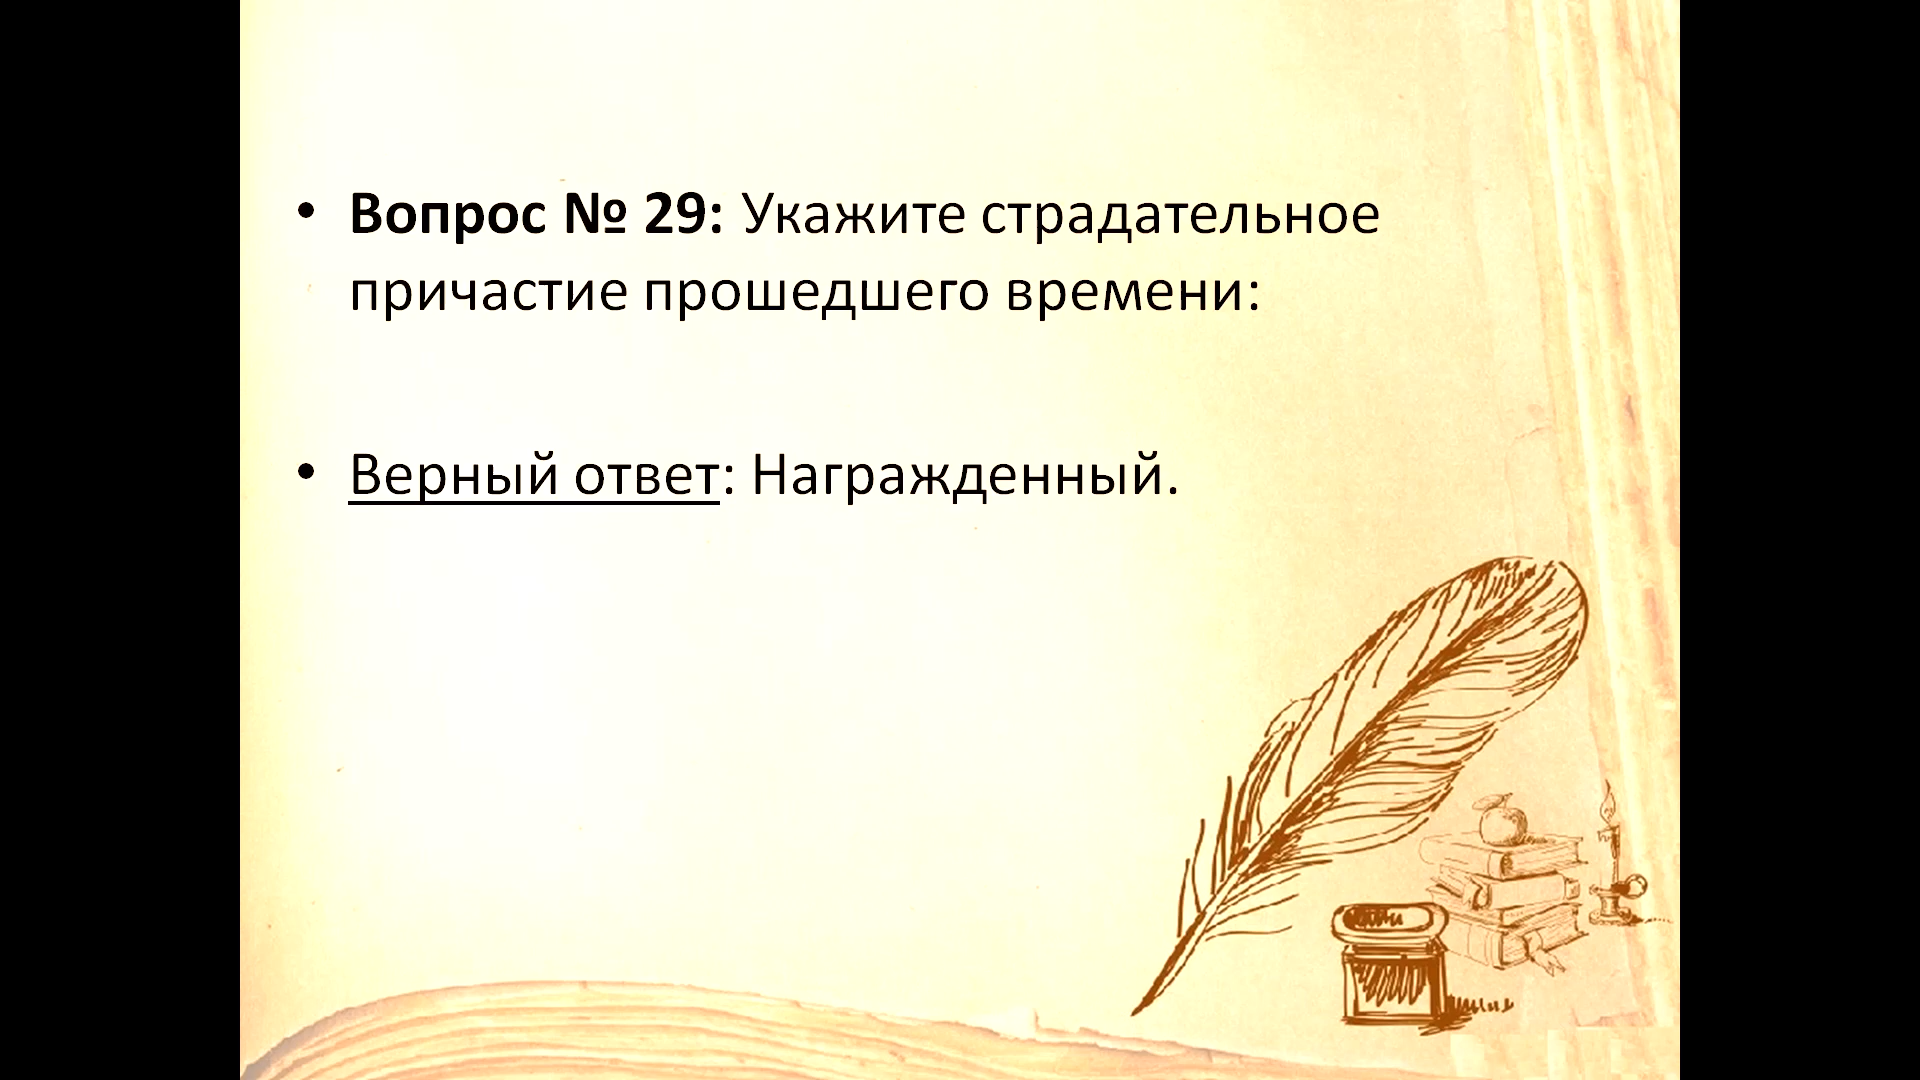 • Вопрос № 29: Укажите страдательное
причастие прошедшего времени:
• Верный ответ: Награжденный.